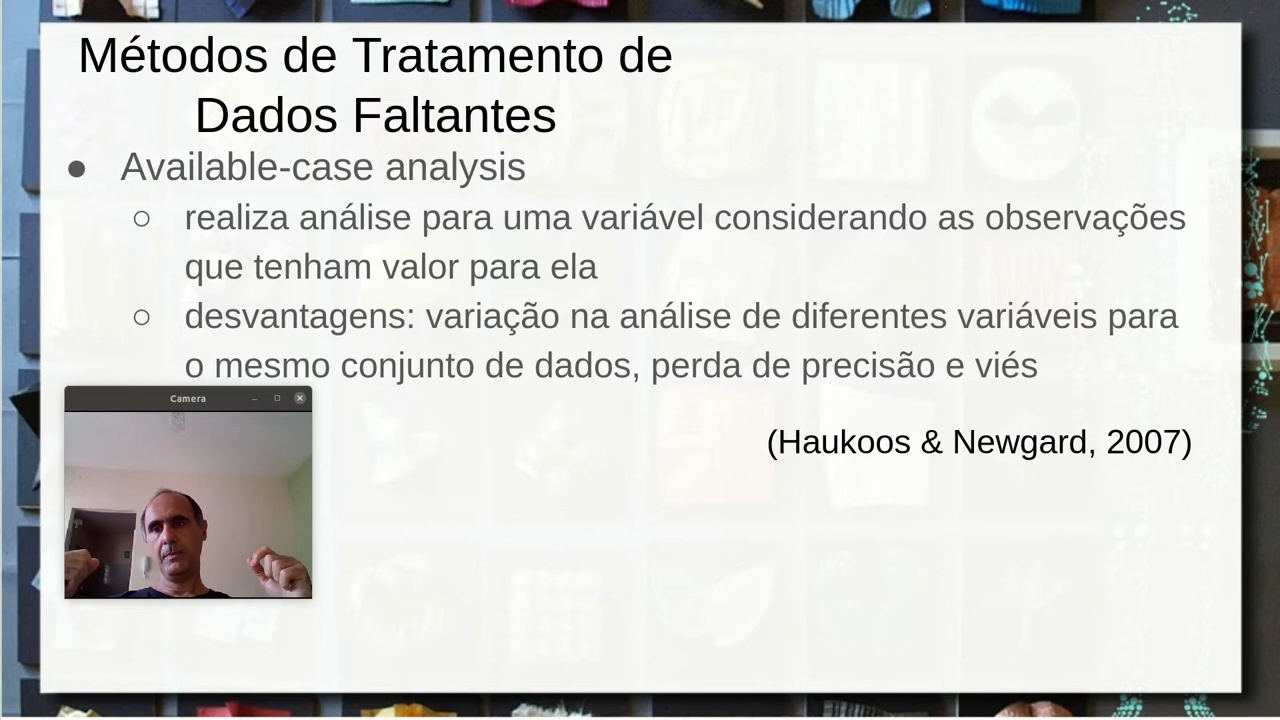 Métodos de Tratamento de
Dados Faltantes
● Available-case analysis
○ realiza análise para uma variável considerando as observações
que tenham valor para ela
○ desvantagens: variação na análise de diferentes variáveis para
o mesmo conjunto de dados, perda de precisão e viés
Camera
(Haukoos & Newgard, 2007)